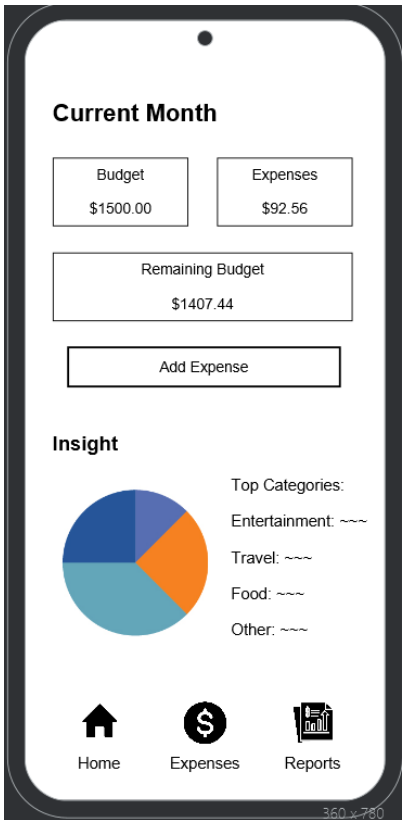 Current Month
Budget
$1500.00
Expenses
$92.56
Remaining Budget
$1407.44
Add Expense
Insight
Top Categories:
Entertainment: ~~~
Travel: ~~~
Food: ~~~
Other: ~~~
Home
Expenses
Reports
360 x 780